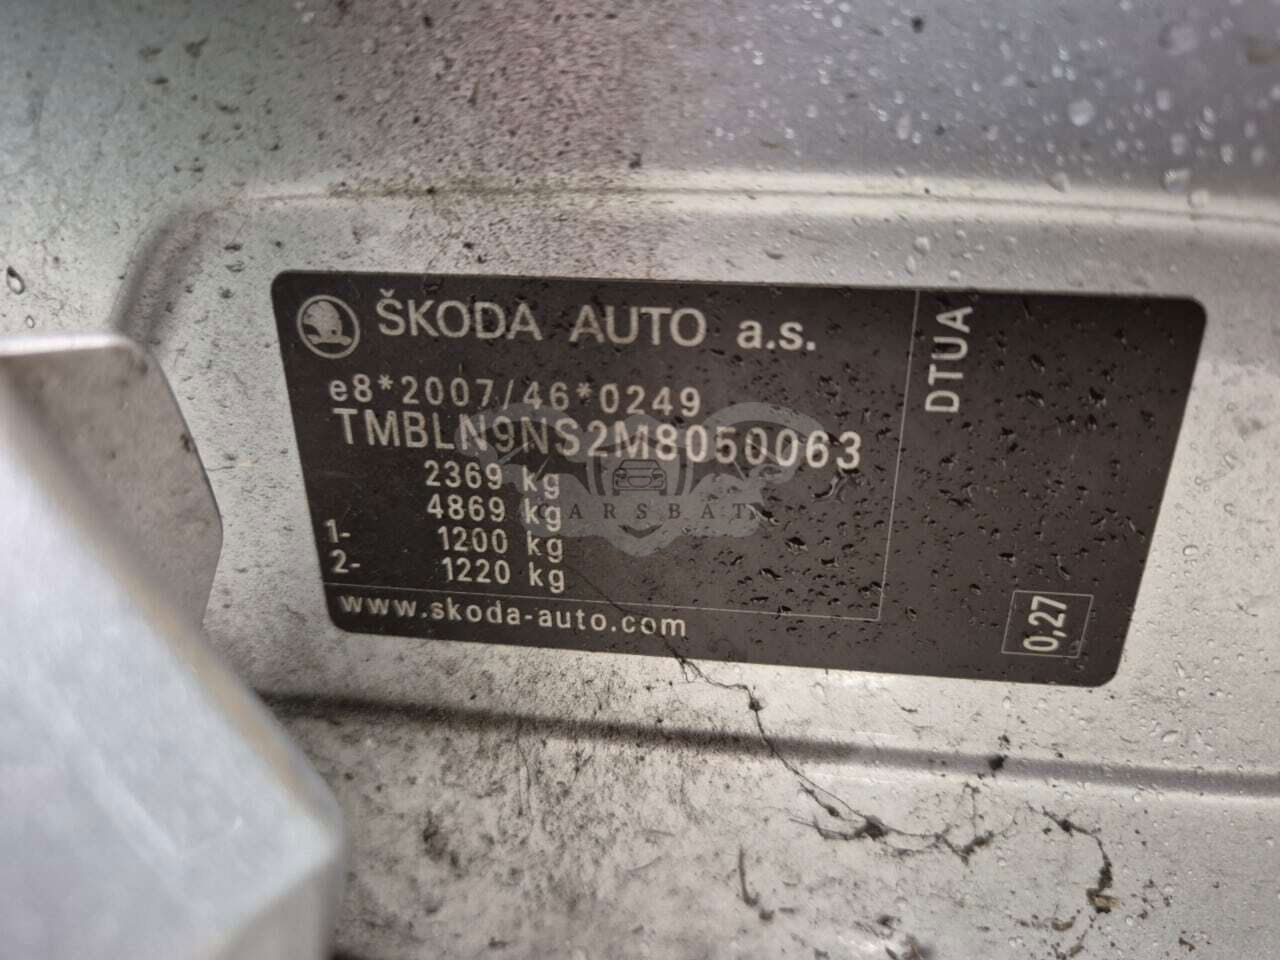 ŠKODA AUTO a.s.
e8*2007/46*0249
TMBLN9NS2M8050063
2369 kg
4869 kg
1- 1200 kg
2- 1220 kg
www.skoda-auto.com
DTUA
0,27
CARSBAT